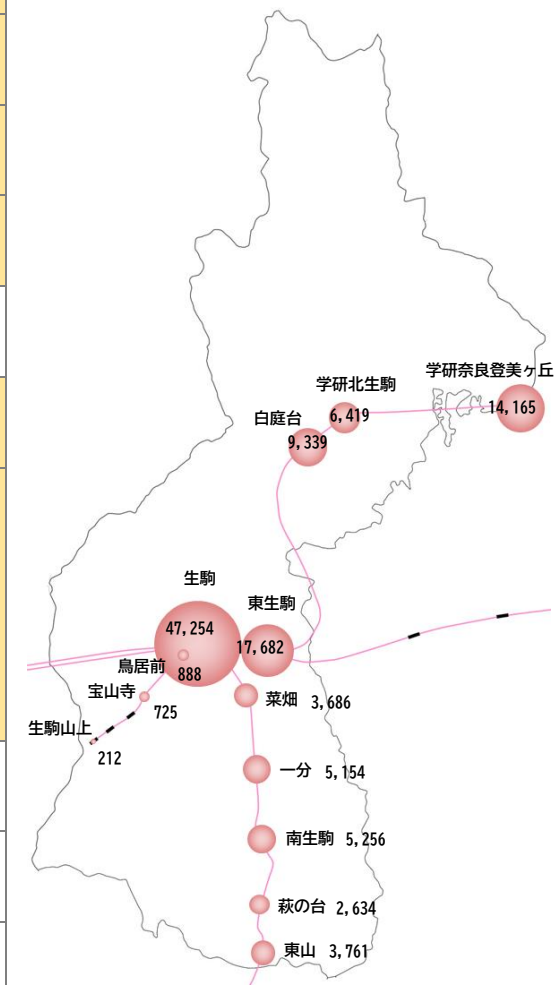 学研奈良登美ヶ丘
14,165
学研北生駒
6,419
白庭台
9,339
生駒
47,254
東生駒
17,682
鳥居前
888
宝山寺
725
生駒山上
212
菜畑 3,686
一分 5,154
南生駒 5,256
萩の台 2,634
東山 3,761